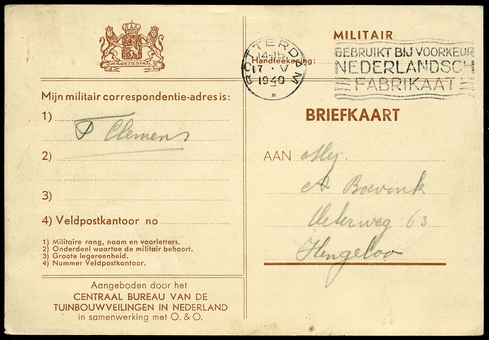 JE MAINTIENDRAI
MILITAIR
Handteekening:
ROTTERDAM
14-15
17 · V
1940
GEBRUIKT BIJ VOORKEUR
NEDERLANDSCH
FABRIKAAT
Mijn militair correspondentie-adres is:
1) F Clemens
2)
3)
4) Veldpostkantoor no
1) Militaire rang, naam en voorletters.
2) Onderdeel waartoe de militair behoort.
3) Groote legereenheid.
4) Nummer Veldpostkantoor.
Aangeboden door het
CENTRAAL BUREAU VAN DE
TUINBOUWVEILINGEN IN NEDERLAND
in samenwerking met O. & O.
BRIEFKAART
AAN Mej.
A Boevink
63
Hengeloo